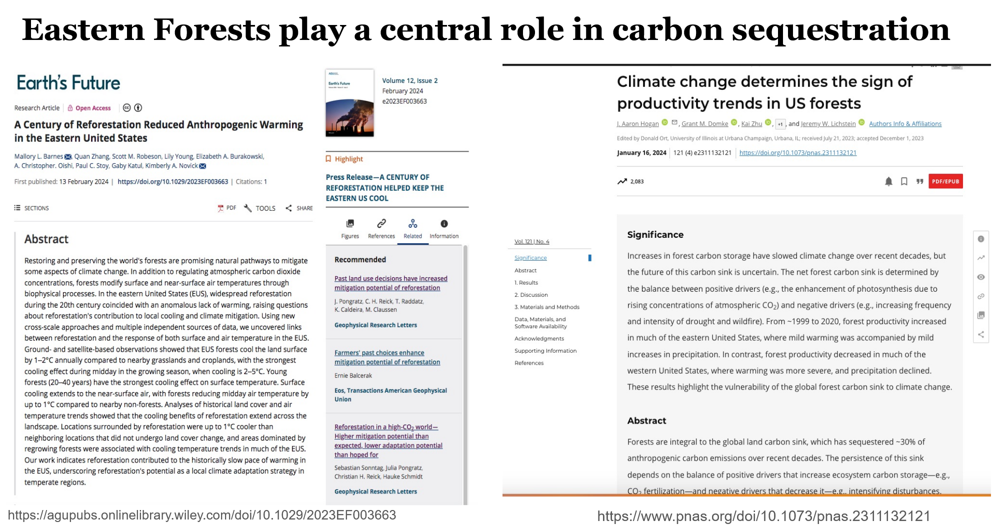 Eastern Forests play a central role in carbon sequestration
Earth's Future
Research Article
Open Access
A Century of Reforestation Reduced Anthropogenic Warming
in the Eastern United States
Mallory L. Barnes, Quan Zhang, Scott M. Robeson, Lily Young, Elizabeth A. Burakowski,
A. Christopher. Oishi, Paul C. Stoy, Gaby Katul, Kimberly A. Novick
First published: 13 February 2024 | https://doi.org/10.1029/2023EF003663 | Citations: 1
SECTIONS
PDF
TOOLS
SHARE
Abstract
Restoring and preserving the world's forests are promising natural pathways to mitigate
some aspects of climate change. In addition to regulating atmospheric carbon dioxide
concentrations, forests modify surface and near-surface air temperatures through
biophysical processes. In the eastern United States (EUS), widespread reforestation
during the 20th century coincided with an anomalous lack of warming, raising questions
about reforestation's contribution to local cooling and climate mitigation. Using new
cross-scale approaches and multiple independent sources of data, we uncovered links
between reforestation and the response of both surface and air temperature in the EUS.
Ground- and satellite-based observations showed that EUS forests cool the land surface
by 1–2°C annually compared to nearby grasslands and croplands, with the strongest
cooling effect during midday in the growing season, when cooling is 2–5°C. Young
forests (20–40 years) have the strongest cooling effect on surface temperature. Surface
cooling extends to the near-surface air, with forests reducing midday air temperature by
up to 1°C compared to nearby non-forests. Analyses of historical land cover and air
temperature trends showed that the cooling benefits of reforestation extend across the
landscape. Locations surrounded by reforestation were up to 1°C cooler than
neighboring locations that did not undergo land cover change, and areas dominated by
regrowing forests were associated with cooling temperature trends in much of the EUS.
Our work indicates reforestation contributed to the historically slow pace of warming in
the EUS, underscoring reforestation's potential as a local climate adaptation strategy in
temperate regions.
https://agupubs.onlinelibrary.wiley.com/doi/10.1029/2023EF003663
Earth's Future
Volume 12, Issue 2
February 2024
e2023EF003663
Highlight
Press Release—A CENTURY OF
REFORESTATION HELPED KEEP THE
EASTERN US COOL
Figures
References
Related
Information
Recommended
Past land use decisions have increased
mitigation potential of reforestation
J. Pongratz, C. H. Reick, T. Raddatz,
K. Caldeira, M. Claussen
Geophysical Research Letters
Farmers' past choices enhance
mitigation potential of reforestation
Ernie Balcerak
Eos, Transactions American Geophysical
Union
Reforestation in a high-CO₂ world—
Higher mitigation potential than
expected, lower adaptation potential
than hoped for
Sebastian Sonntag, Julia Pongratz,
Christian H. Reick, Hauke Schmidt
Geophysical Research Letters
Climate change determines the sign of
productivity trends in US forests
J. Aaron Hogan, Grant M. Domke, Kai Zhu, +1, and Jeremy W. Lichstein Authors Info & Affiliations
Edited by Donald Ort, University of Illinois at Urbana Champaign, Urbana, IL; received July 21, 2023; accepted December 1, 2023
January 16, 2024 | 121 (4) e2311132121 | https://doi.org/10.1073/pnas.2311132121
2,083
PDF/EPUB
Vol. 121 | No. 4
Significance
Abstract
1. Results
2. Discussion
3. Materials and Methods
Data, Materials, and
Software Availability
Acknowledgments
Supporting Information
References
Significance
Increases in forest carbon storage have slowed climate change over recent decades, but
the future of this carbon sink is uncertain. The net forest carbon sink is determined by
the balance between positive drivers (e.g., the enhancement of photosynthesis due to
rising concentrations of atmospheric CO₂) and negative drivers (e.g., increasing frequency
and intensity of drought and wildfire). From ~1999 to 2020, forest productivity increased
in much of the eastern United States, where mild warming was accompanied by mild
increases in precipitation. In contrast, forest productivity decreased in much of the
western United States, where warming was more severe, and precipitation declined.
These results highlight the vulnerability of the global forest carbon sink to climate change.
Abstract
Forests are integral to the global land carbon sink, which has sequestered ~30% of
anthropogenic carbon emissions over recent decades. The persistence of this sink
depends on the balance of positive drivers that increase ecosystem carbon storage—e.g.,
CO₂ fertilization—and negative drivers that decrease it—e.g., intensifying disturbances.
https://www.pnas.org/doi/10.1073/pnas.2311132121